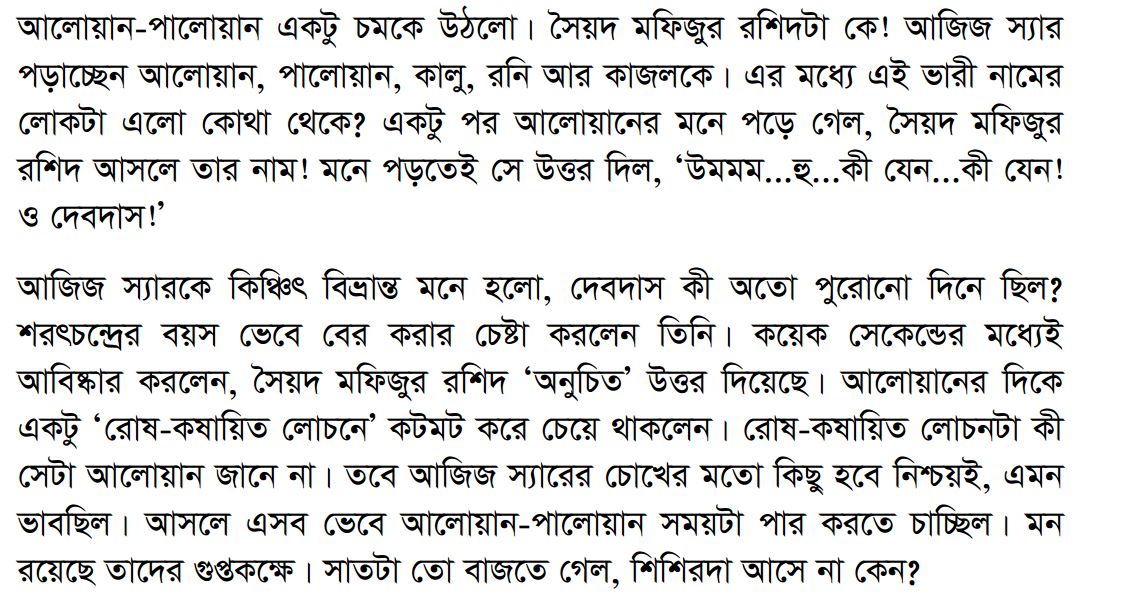 আলোয়ান-পালোয়ান একটু চমকে উঠলো। সৈয়দ মফিজুর রশিদটা কে! আজিজ স্যার
পড়াচ্ছেন আলোয়ান, পালোয়ান, কালু, রনি আর কাজলকে। এর মধ্যে এই ভারী নামের
লোকটা এলো কোথা থেকে? একটু পর আলোয়ানের মনে পড়ে গেল, সৈয়দ মফিজুর
রশিদ আসলে তার নাম! মনে পড়তেই সে উত্তর দিল, ‘উমমম...হু...কী যেন...কী যেন!
ও দেবদাস!’
আজিজ স্যারকে কিঞ্চিৎ বিভ্রান্ত মনে হলো, দেবদাস কী অতো পুরোনো দিনে ছিল?
শরৎচন্দ্রের বয়স ভেবে বের করার চেষ্টা করলেন তিনি। কয়েক সেকেন্ডের মধ্যেই
আবিষ্কার করলেন, সৈয়দ মফিজুর রশিদ ‘অনুচিত’ উত্তর দিয়েছে। আলোয়ানের দিকে
একটু ‘রোষ-কষায়িত লোচনে’ কটমট করে চেয়ে থাকলেন। রোষ-কষায়িত লোচনটা কী
সেটা আলোয়ান জানে না। তবে আজিজ স্যারের চোখের মতো কিছু হবে নিশ্চয়ই, এমন
ভাবছিল। আসলে এসব ভেবে আলোয়ান-পালোয়ান সময়টা পার করতে চাচ্ছিল। মন
রয়েছে তাদের গুপ্তকক্ষে। সাতটা তো বাজতে গেল, শিশিরদা আসে না কেন?